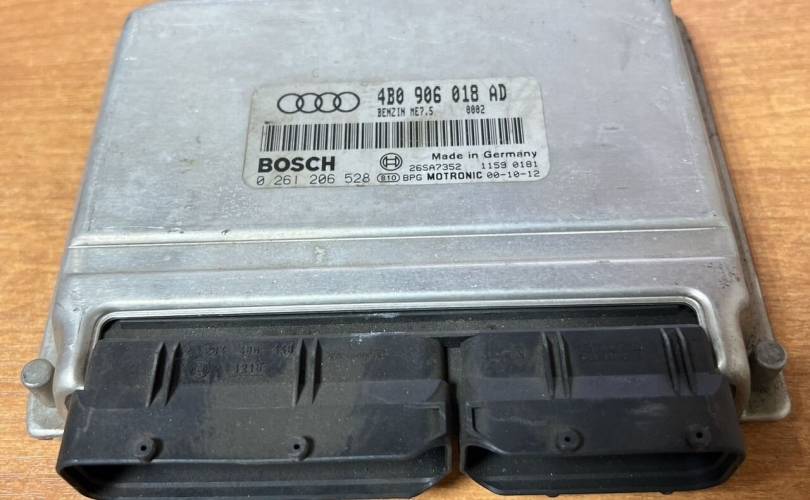 4B0 906 018 AD
BENZIN ME7.5 0002
BOSCH Made in Germany
26SA7352 1159 0181
0 261 206 528 BPG MOTRONIC 00-10-12